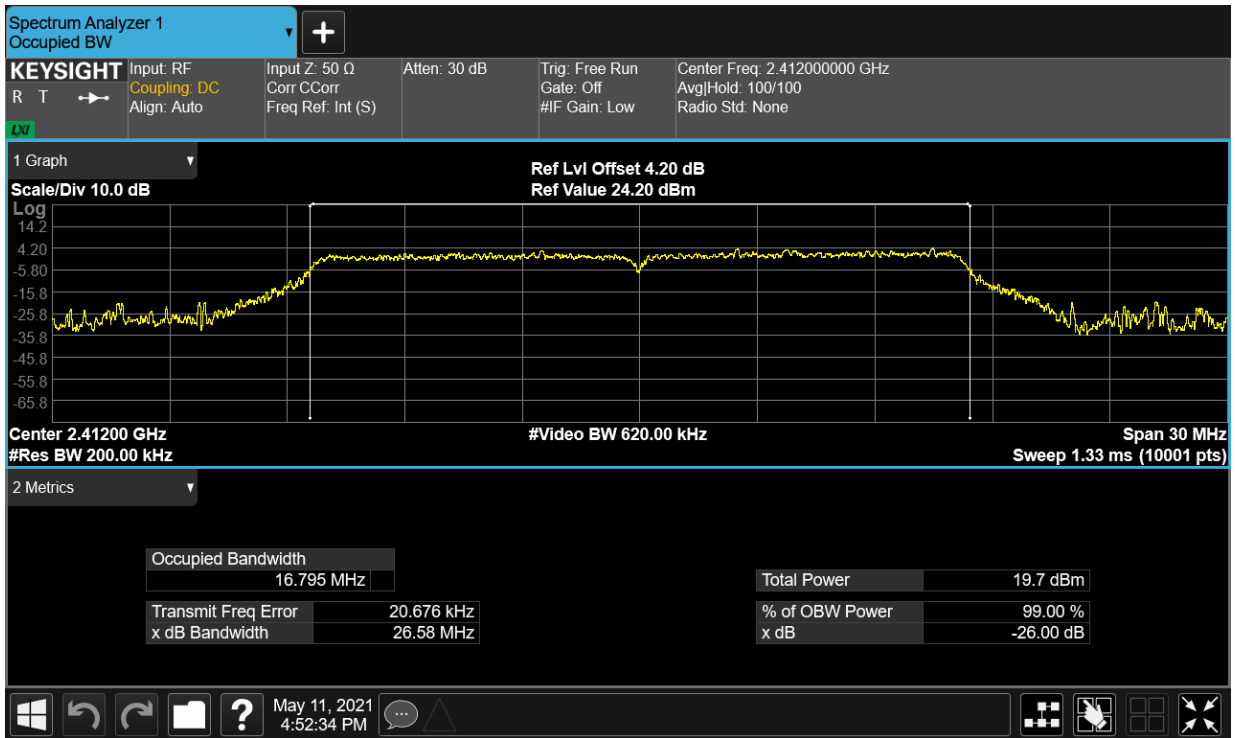 Spectrum Analyzer 1
Occupied BW
KEYSIGHT
R T
LXI
Input: RF
Coupling: DC
Align: Auto
Input Z: 50 Ω
Corr CCorr
Freq Ref: Int (S)
Atten: 30 dB
Trig: Free Run
Gate: Off
#IF Gain: Low
Center Freq: 2.412000000 GHz
Avg|Hold: 100/100
Radio Std: None
1 Graph
Ref Lvl Offset 4.20 dB
Scale/Div 10.0 dB
Ref Value 24.20 dBm
Log
14.2
4.20
-5.80
-15.8
-25.8
-35.8
-45.8
-55.8
-65.8
Center 2.41200 GHz
#Video BW 620.00 kHz
Span 30 MHz
#Res BW 200.00 kHz
Sweep 1.33 ms (10001 pts)
2 Metrics
Occupied Bandwidth
16.795 MHz
Total Power 19.7 dBm
Transmit Freq Error 20.676 kHz
% of OBW Power 99.00 %
x dB Bandwidth 26.58 MHz
x dB -26.00 dB
?
May 11, 2021
4:52:34 PM